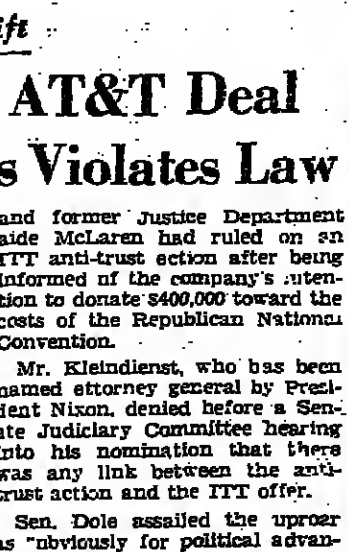 ift
AT&T Deal
s Violates Law
and former Justice Department
aide McLaren had ruled on an
ITT anti-trust action after being
informed of the company's inten-
tion to donate $400,000 toward the
costs of the Republican National
Convention.
Mr. Kleindienst, who has been
named attorney general by Presi-
dent Nixon, denied before a Sen-
ate Judiciary Committee hearing
into his nomination that there
was any link between the anti-
trust action and the ITT offer.
Sen. Dole assailed the uproar
as "obviously for political advan-